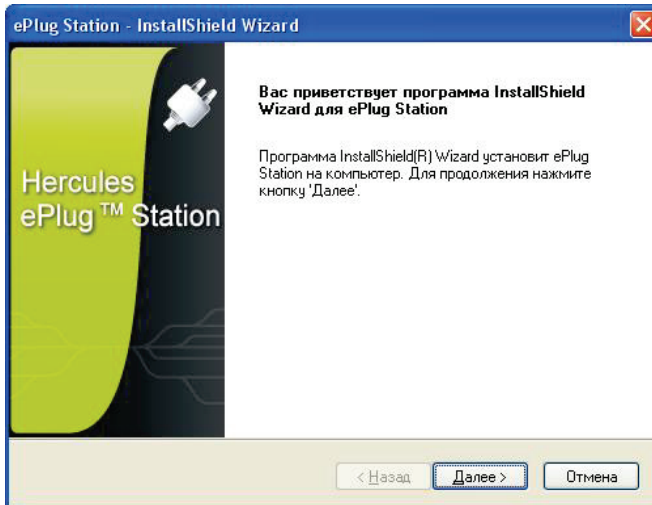 ePlug Station - InstallShield Wizard
Hercules
ePlug ™ Station
Вас приветствует программа InstallShield
Wizard для ePlug Station
Программа InstallShield(R) Wizard установит ePlug
Station на компьютер. Для продолжения нажмите
кнопку 'Далее'.
< Назад
Далее >
Отмена